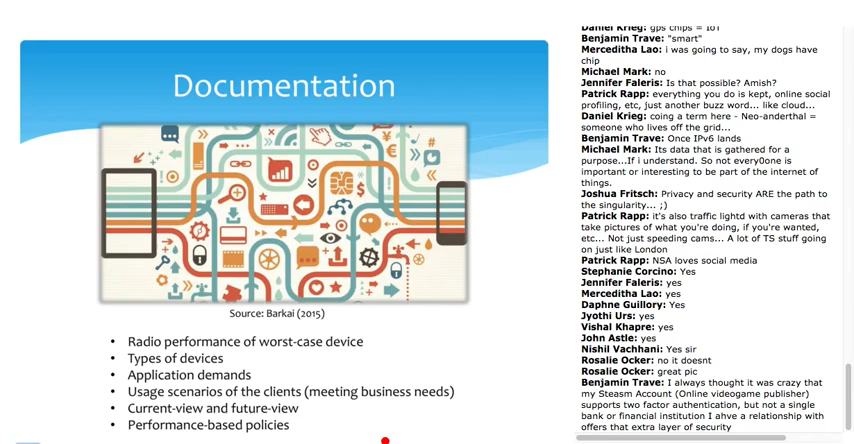 Documentation
Source: Barkai (2015)
• Radio performance of worst-case device
• Types of devices
• Application demands
• Usage scenarios of the clients (meeting business needs)
• Current-view and future-view
• Performance-based policies
Daniel Krieg: gps chips = IoT
Benjamin Trave: "smart"
Merceditha Lao: i was going to say, my dogs have
chip
Michael Mark: no
Jennifer Faleris: Is that possible? Amish?
Patrick Rapp: everything you do is kept, online social
profiling, etc, just another buzz word... like cloud...
Daniel Krieg: coing a term here - Neo-anderthal =
someone who lives off the grid...
Benjamin Trave: Once IPv6 lands
Michael Mark: Its data that is gathered for a
purpose...If i understand. So not every0one is
important or interesting to be part of the internet of
things.
Joshua Fritsch: Privacy and security ARE the path to
the singularity... ;)
Patrick Rapp: it's also traffic lightd with cameras that
take pictures of what you're doing, if you're wanted,
etc... Not just speeding cams... A lot of TS stuff going
on just like London
Patrick Rapp: NSA loves social media
Stephanie Corcino: Yes
Jennifer Faleris: yes
Merceditha Lao: yes
Daphne Guillory: Yes
Jyothi Urs: yes
Vishal Khapre: yes
John Astle: yes
Nishil Vachhani: Yes sir
Rosalie Ocker: no it doesnt
Rosalie Ocker: great pic
Benjamin Trave: I always thought it was crazy that
my Steasm Account (Online videogame publisher)
supports two factor authentication, but not a single
bank or financial institution I ahve a relationship with
offers that extra layer of security